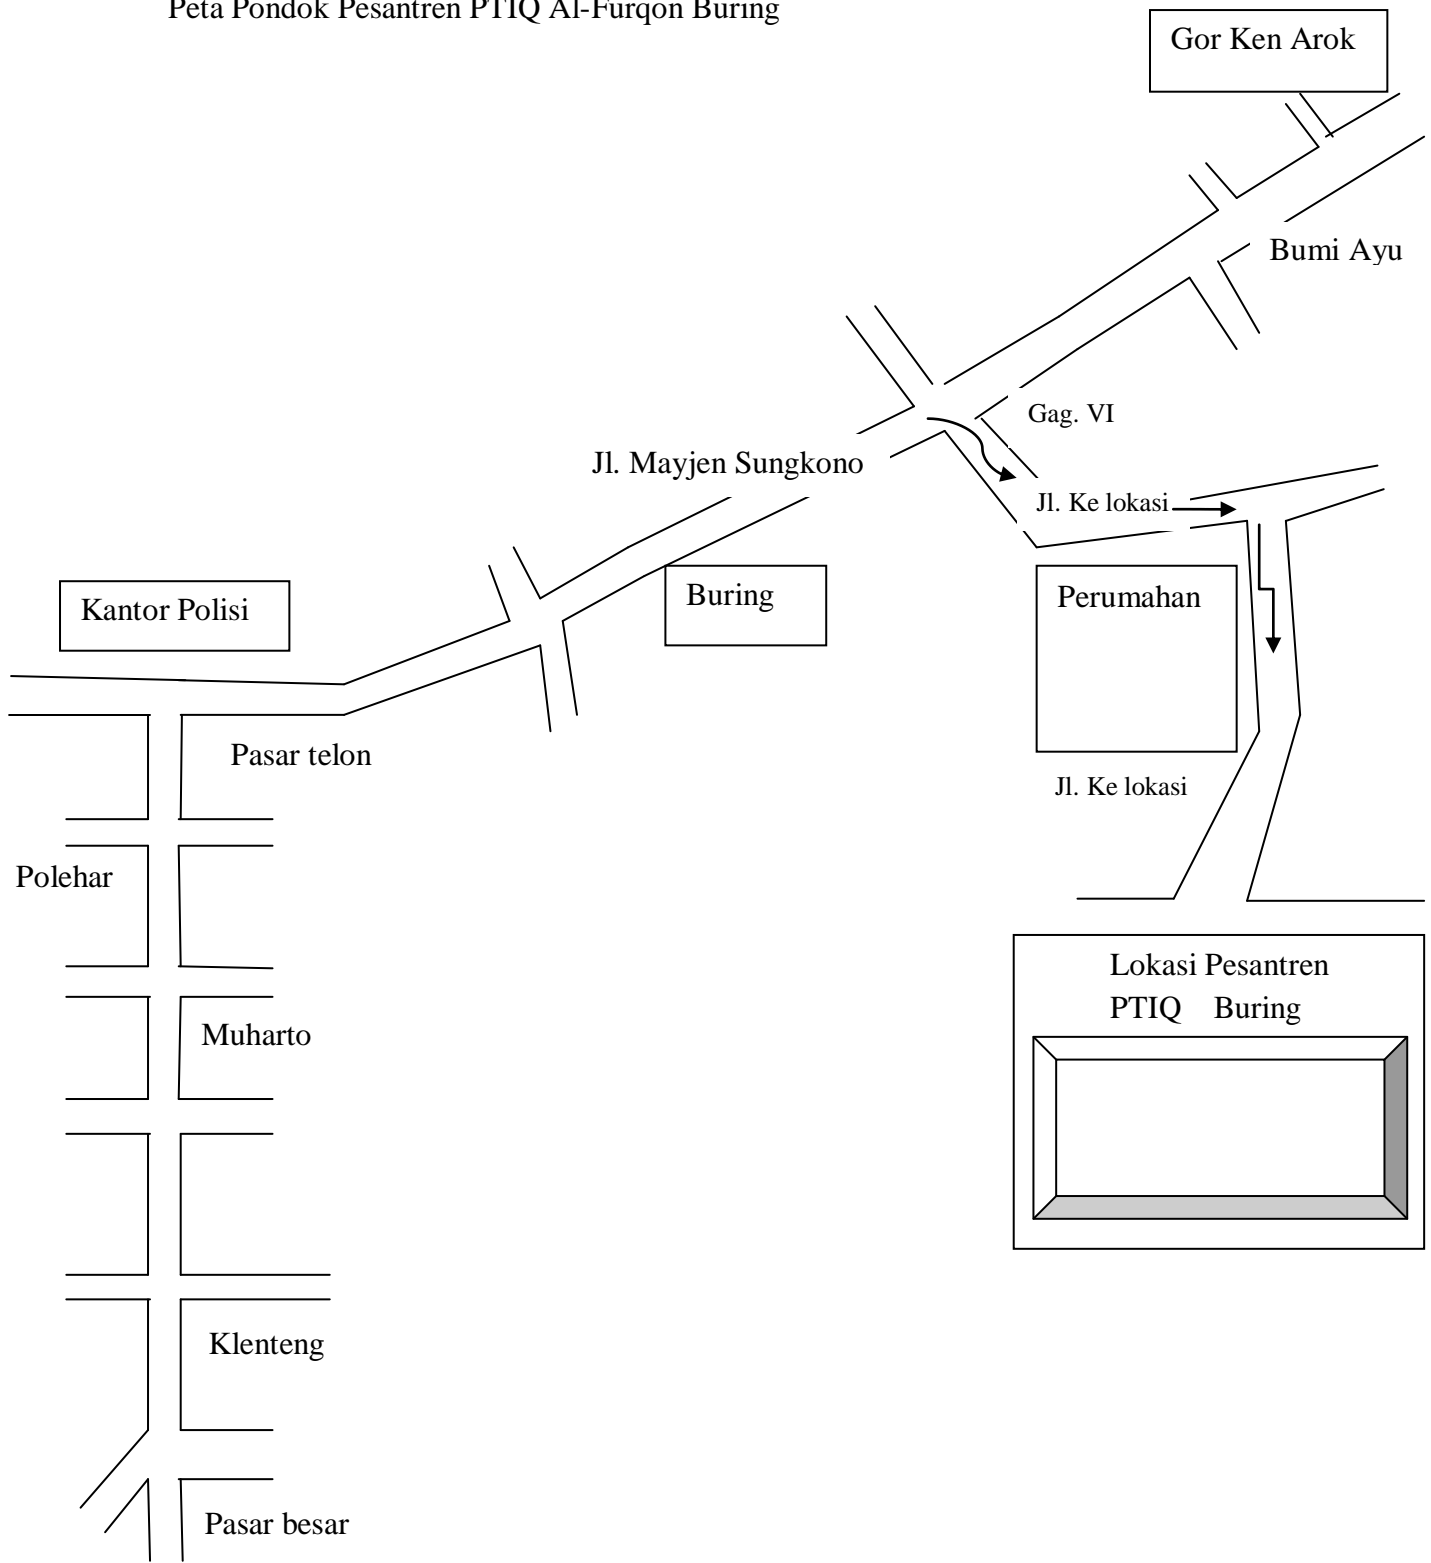 Peta Pondok Pesantren PTIQ Al-Furqon Buring
Gor Ken Arok
Bumi Ayu
Gag. VI
Jl. Mayjen Sungkono
Jl. Ke lokasi
Kantor Polisi
Buring
Perumahan
Pasar telon
Jl. Ke lokasi
Polehar
Lokasi Pesantren
PTIQ Buring
Muharto
Klenteng
Pasar besar